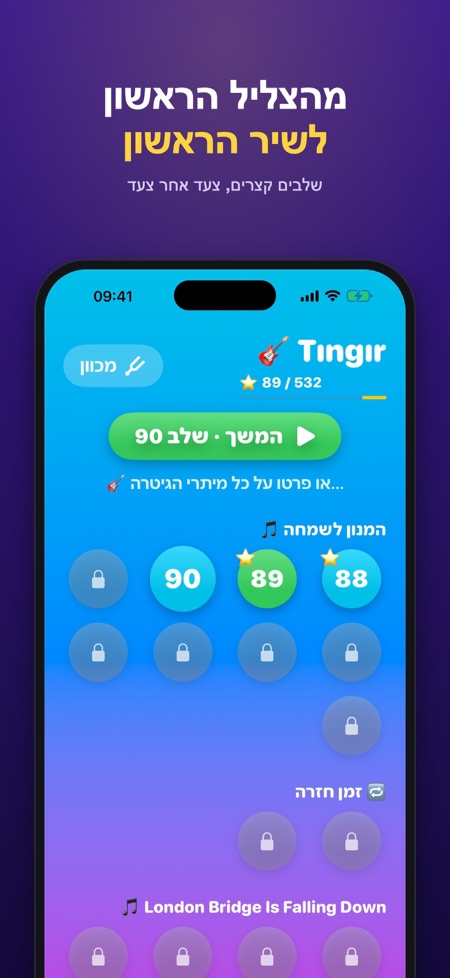 מהצליל הראשון
לשיר הראשון
שלבים קצרים, צעד אחר צעד
09:41
Tıngır 🎸
מכוון
⭐ 89 / 532
המשך · שלב 90
...או פרטו על כל מיתרי הגיטרה 🎸
המנון לשמחה 🎵
88 89 90
🔁 זמן חזרה
London Bridge Is Falling Down 🎵